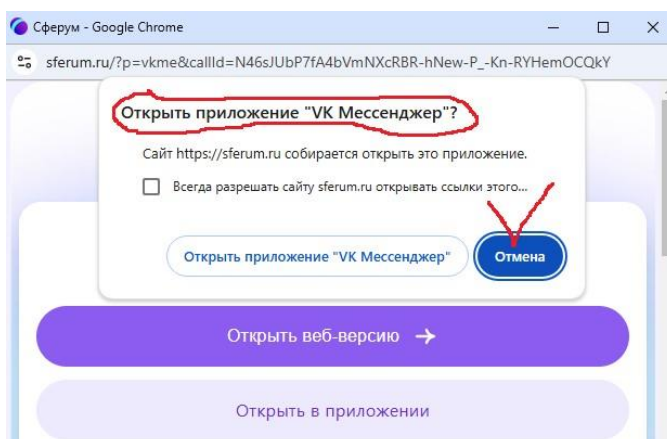 Сферум - Google Chrome
sferum.ru/?p=vkme&callId=N46sJUbP7fA4bVmNXcRBR-hNew-P_-Kn-RYHemOCQkY
Открыть приложение "VK Мессенджер"?
Сайт https://sferum.ru собирается открыть это приложение.
Всегда разрешать сайту sferum.ru открывать ссылки этого...
Открыть приложение "VK Мессенджер" Отмена
Открыть веб-версию →
Открыть в приложении